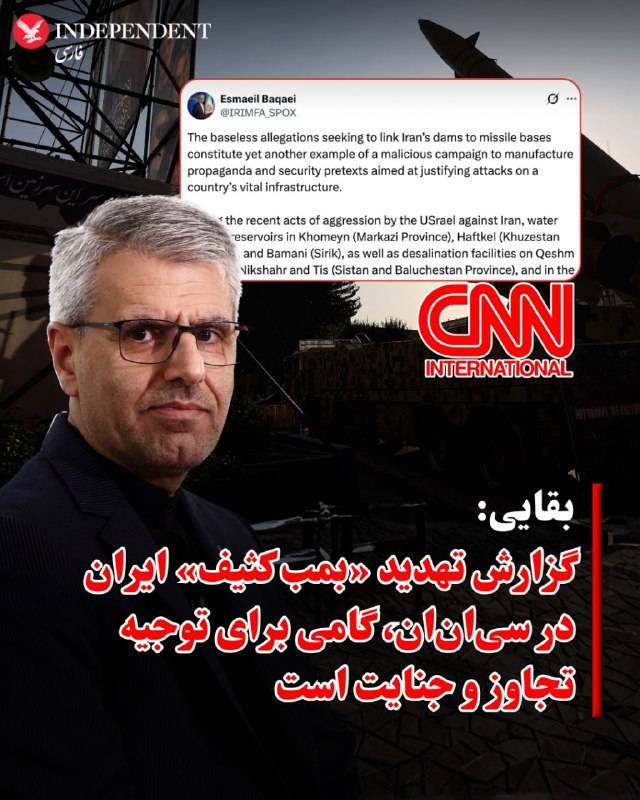 INDEPENDENT
فارسی
Esmaeil Baqaei
@IRIMFA_SPOX
The baseless allegations seeking to link Iran's dams to missile bases
constitute yet another example of a malicious campaign to manufacture
propaganda and security pretexts aimed at justifying attacks on a
country's vital infrastructure.
the recent acts of aggression by the USrael against Iran, water
reservoirs in Khomeyn (Markazi Province), Haftkel (Khuzestan
and Bamani (Sirik), as well as desalination facilities on Qeshm
Nikshahr and Tis (Sistan and Baluchestan Province), and in the
CNN
INTERNATIONAL
بقایی:
گزارش تهدید «بمب کثیف» ایران
در سی‌ان‌ان، گامی برای توجیه
تجاوز و جنایت است